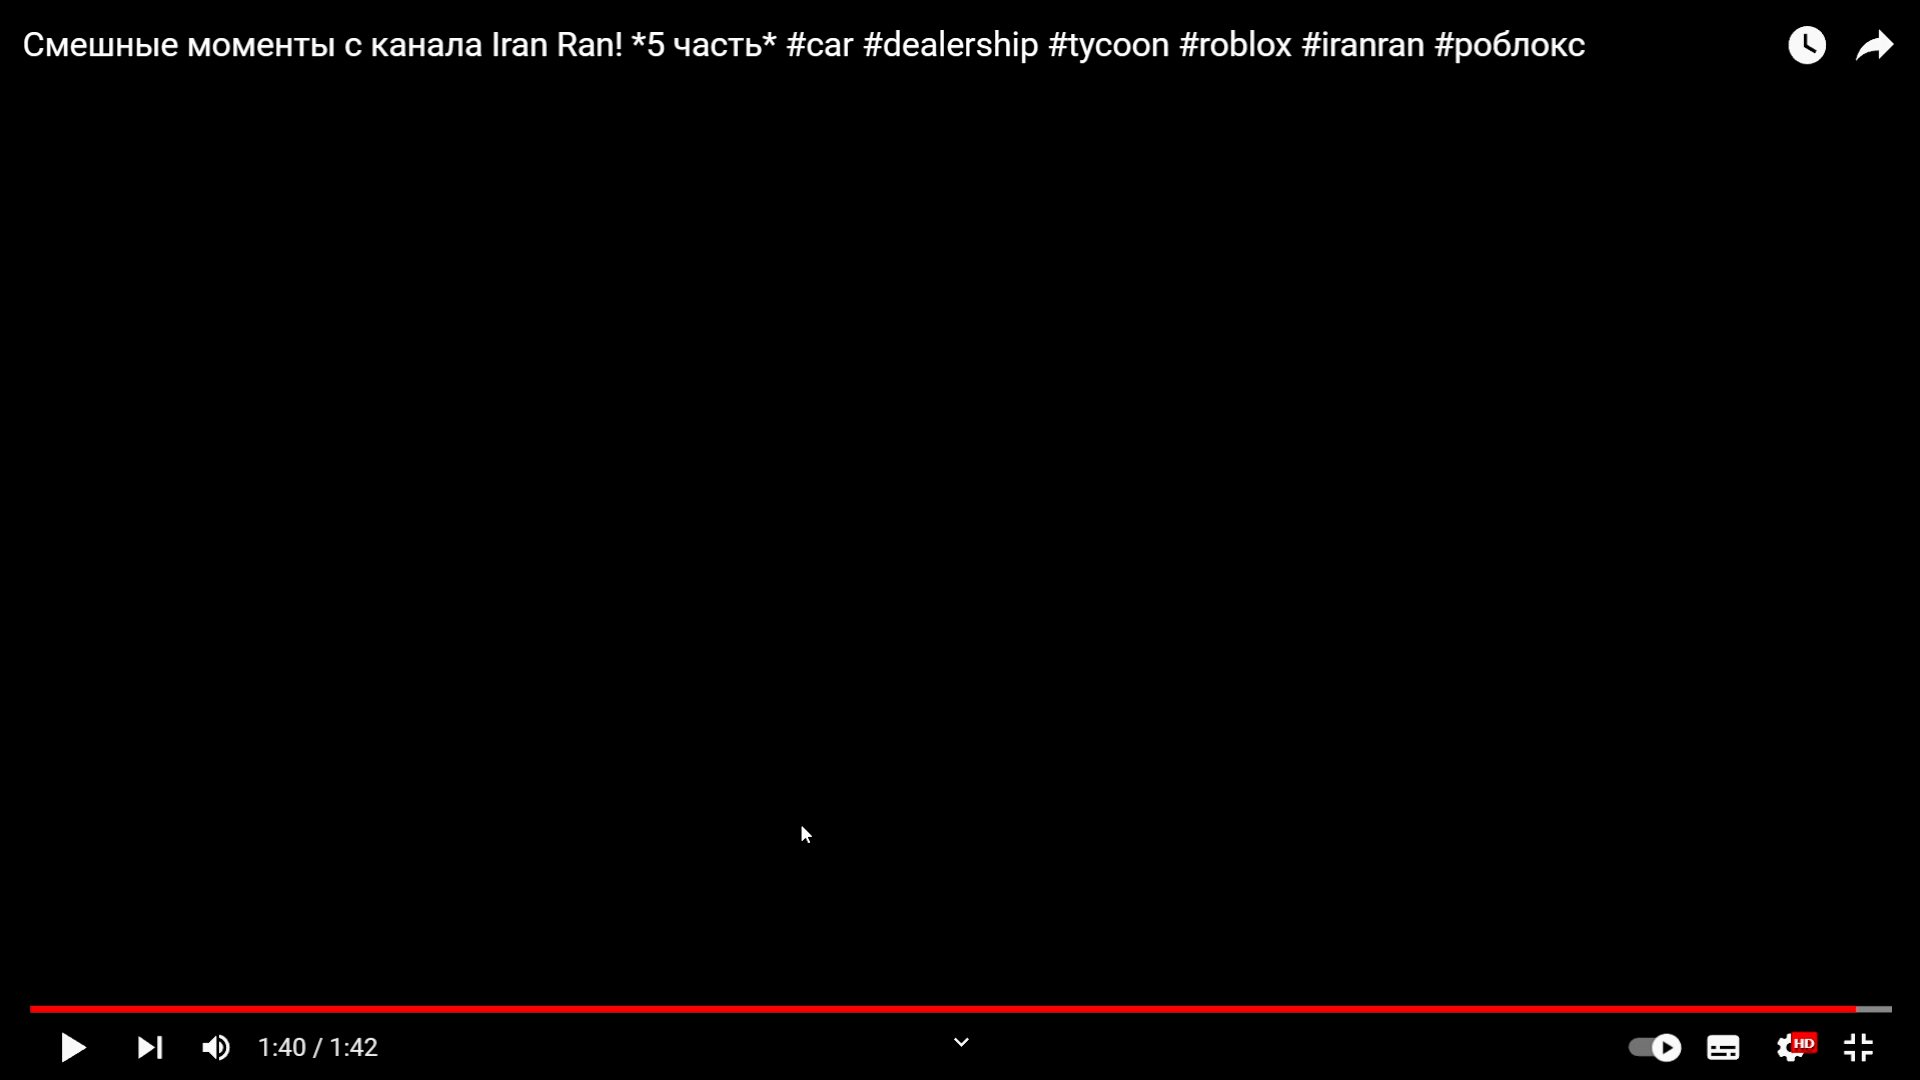 Смешные моменты с канала Iran Ran! *5 часть* #car #dealership #tycoon #roblox #iranran #роблокс
1:40 / 1:42
HD